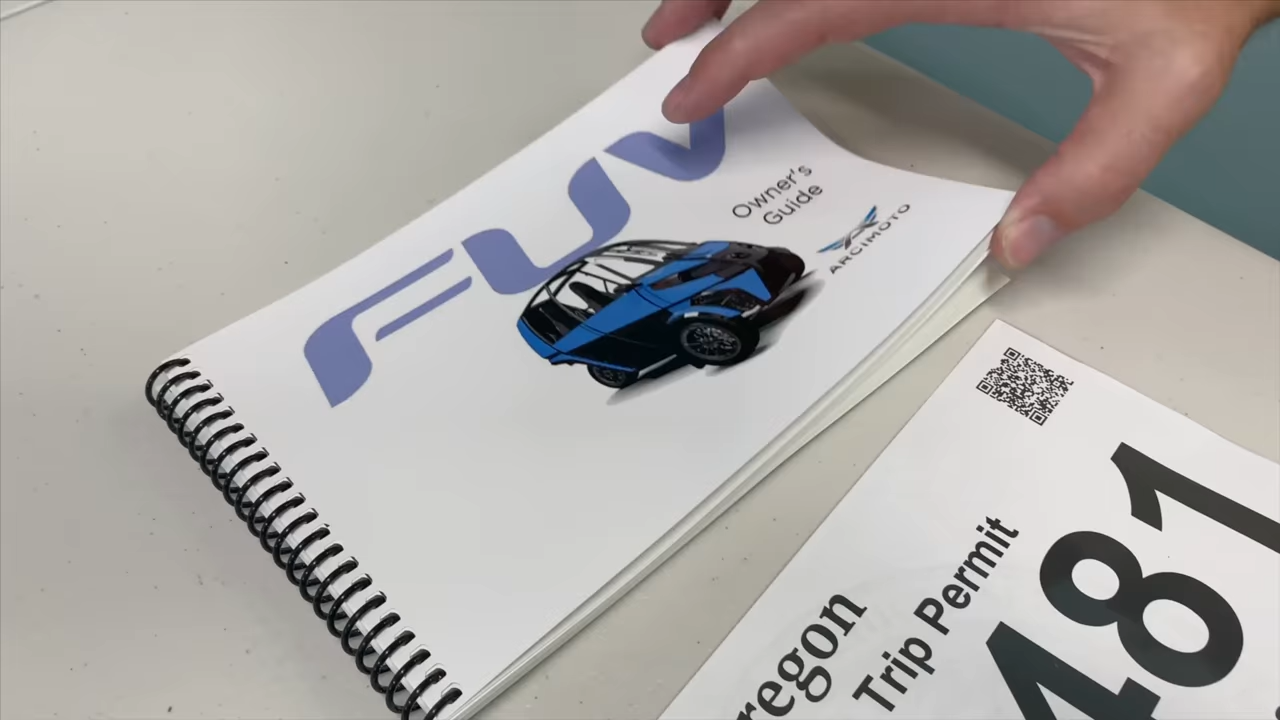 FUV
Owner's
Guide
ARCIMOTO
regon
Trip Permit
481